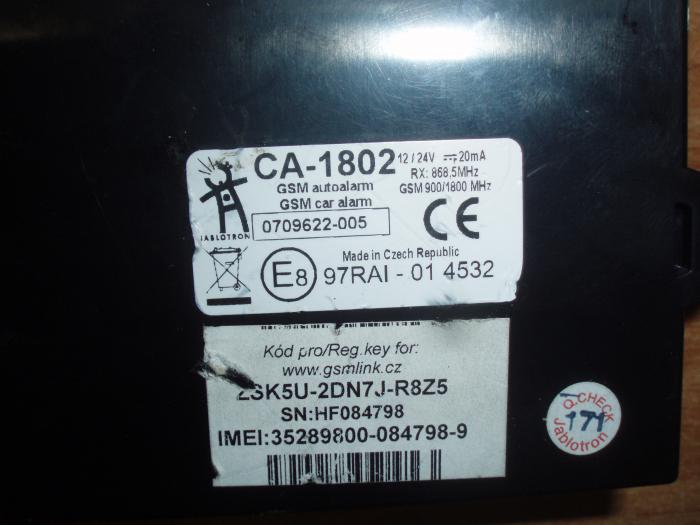 CA-1802
12 / 24V ⎓ 20mA
RX: 868,5MHz
GSM autoalarm
GSM 900/1800 MHz
GSM car alarm
0709622-005
CE
JABLOTRON
Made in Czech Republic
E8 97RAI - 01 4532
Kód pro/Reg.key for:
www.gsmlink.cz
SK5U-2DN7J-R8Z5
SN:HF084798
IMEI:35289800-084798-9
Q.CHECK
171
Jablotron